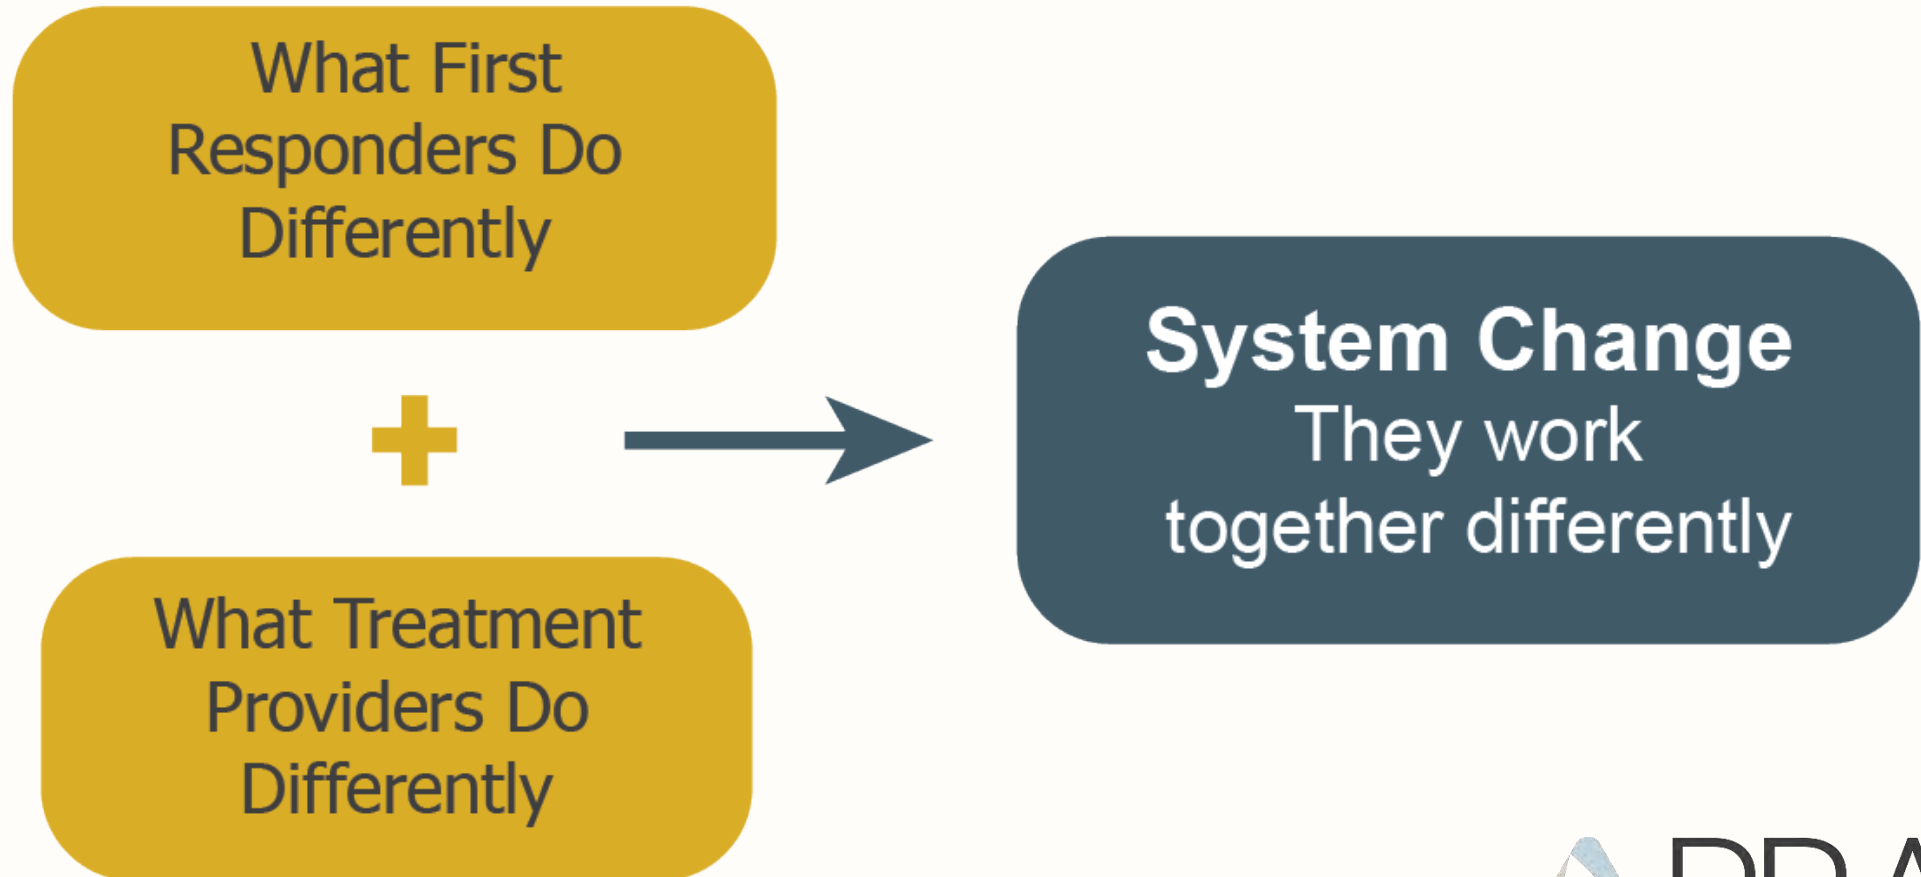 What First
Responders Do
Differently
What Treatment
Providers Do
Differently
System Change
They work
together differently